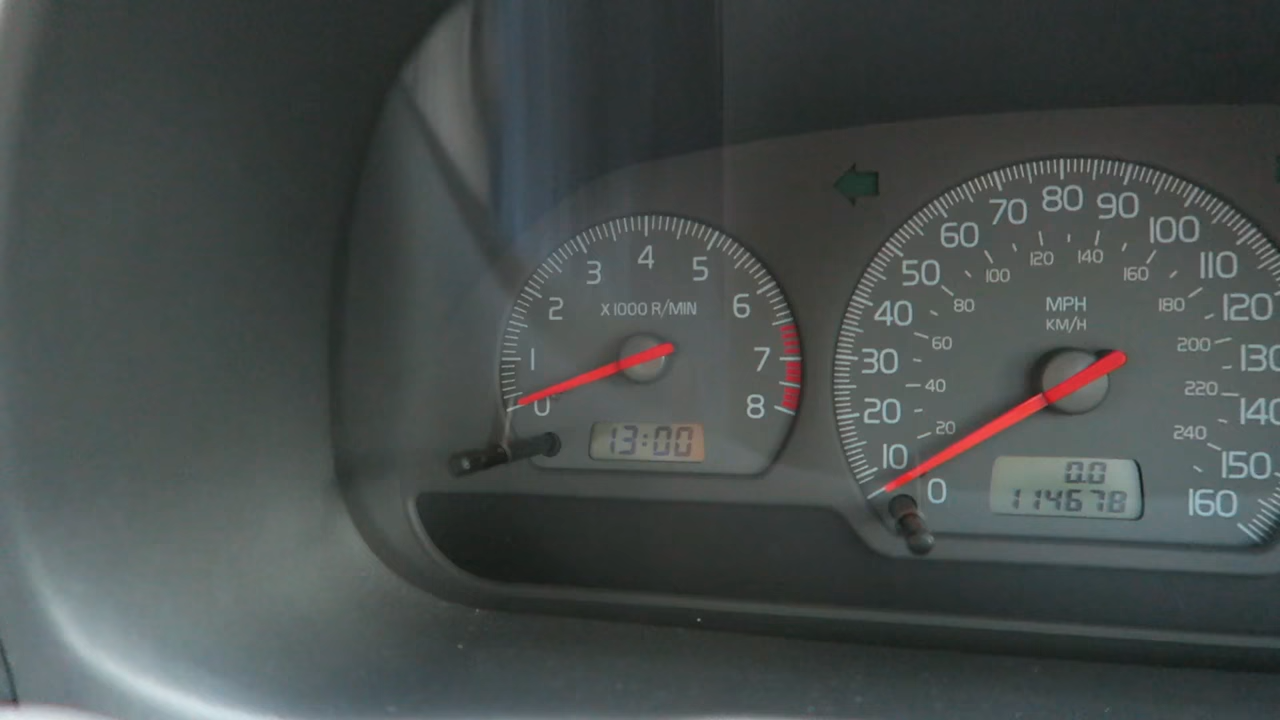 0 1 2 3 4 5 6 7 8
X1000 R/MIN
13:00
0 10 20 30 40 50 60 70 80 90 100 110 120 130 140 150 160
20 40 60 80 100 120 140 160 180 200 220 240
MPH
KM/H
0.0
114678